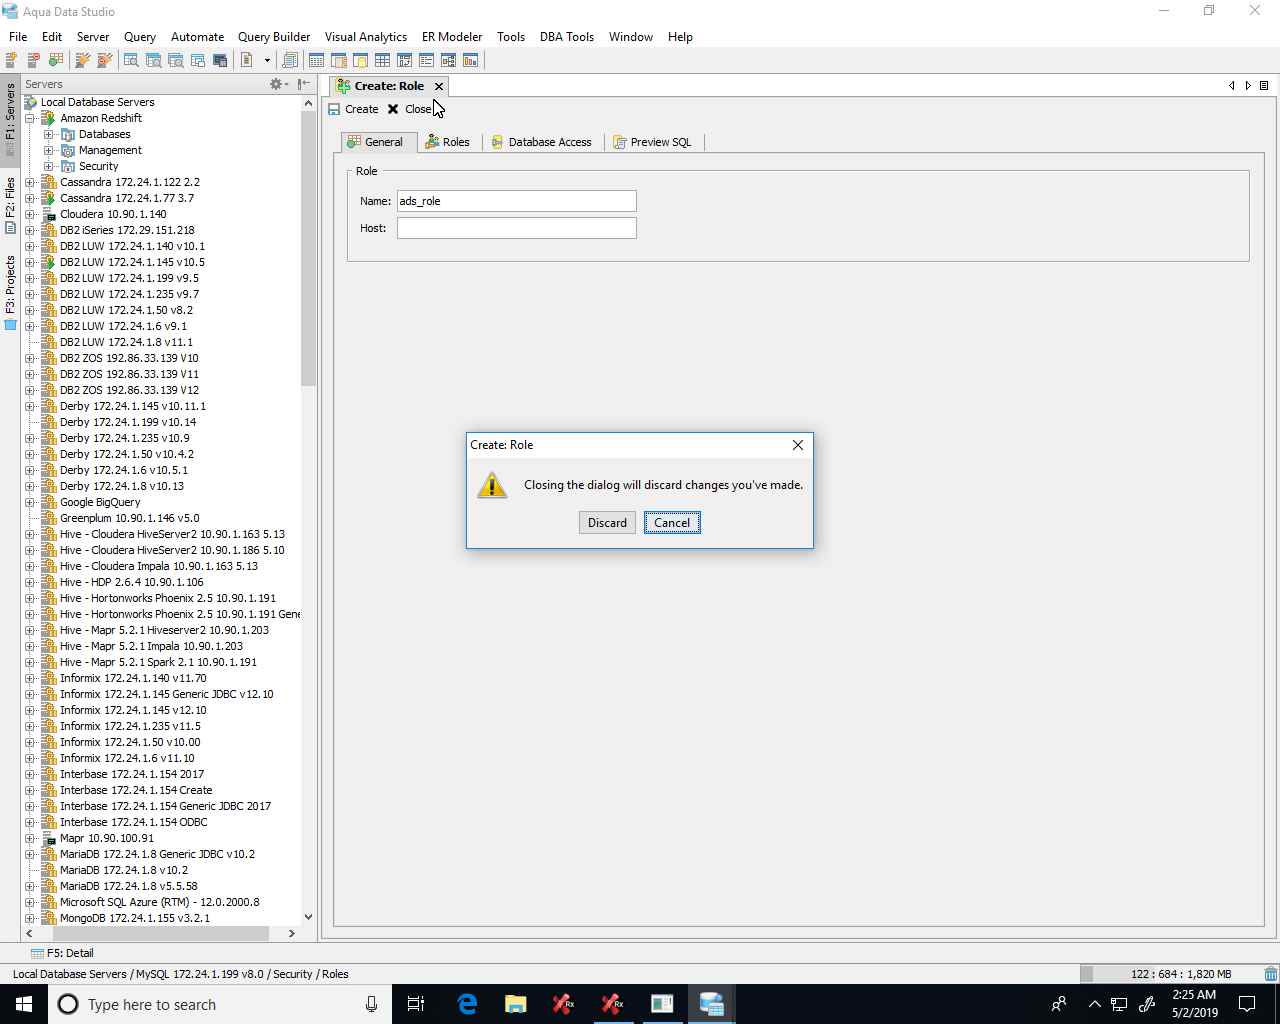 Aqua Data Studio
File Edit Server Query Automate Query Builder Visual Analytics ER Modeler Tools DBA Tools Window Help
Servers
F1: Servers
F2: Files
F3: Projects
Local Database Servers
Amazon Redshift
Databases
Management
Security
Cassandra 172.24.1.122 2.2
Cassandra 172.24.1.77 3.7
Cloudera 10.90.1.140
DB2 iSeries 172.29.151.218
DB2 LUW 172.24.1.140 v10.1
DB2 LUW 172.24.1.145 v10.5
DB2 LUW 172.24.1.199 v9.5
DB2 LUW 172.24.1.235 v9.7
DB2 LUW 172.24.1.50 v8.2
DB2 LUW 172.24.1.6 v9.1
DB2 LUW 172.24.1.8 v11.1
DB2 ZOS 192.86.33.139 V10
DB2 ZOS 192.86.33.139 V11
DB2 ZOS 192.86.33.139 V12
Derby 172.24.1.145 v10.11.1
Derby 172.24.1.199 v10.14
Derby 172.24.1.235 v10.9
Derby 172.24.1.50 v10.4.2
Derby 172.24.1.6 v10.5.1
Derby 172.24.1.8 v10.13
Google BigQuery
Greenplum 10.90.1.146 v5.0
Hive - Cloudera HiveServer2 10.90.1.163 5.13
Hive - Cloudera HiveServer2 10.90.1.186 5.10
Hive - Cloudera Impala 10.90.1.163 5.13
Hive - HDP 2.6.4 10.90.1.106
Hive - Hortonworks Phoenix 2.5 10.90.1.191
Hive - Hortonworks Phoenix 2.5 10.90.1.191 Gene
Hive - Mapr 5.2.1 Hiveserver2 10.90.1.203
Hive - Mapr 5.2.1 Impala 10.90.1.203
Hive - Mapr 5.2.1 Spark 2.1 10.90.1.191
Informix 172.24.1.140 v11.70
Informix 172.24.1.145 Generic JDBC v12.10
Informix 172.24.1.145 v12.10
Informix 172.24.1.235 v11.5
Informix 172.24.1.50 v10.00
Informix 172.24.1.6 v11.10
Interbase 172.24.1.154 2017
Interbase 172.24.1.154 Create
Interbase 172.24.1.154 Generic JDBC 2017
Interbase 172.24.1.154 ODBC
Mapr 10.90.100.91
MariaDB 172.24.1.8 Generic JDBC v10.2
MariaDB 172.24.1.8 v10.2
MariaDB 172.24.1.8 v5.5.58
Microsoft SQL Azure (RTM) - 12.0.2000.8
MongoDB 172.24.1.155 v3.2.1
Create: Role
Create Close
General Roles Database Access Preview SQL
Role
Name: ads_role
Host:
Create: Role
Closing the dialog will discard changes you've made.
Discard Cancel
F5: Detail
Local Database Servers / MySQL 172.24.1.199 v8.0 / Security / Roles
122 : 684 : 1,820 MB
Type here to search
Rx
Rx
2:25 AM
5/2/2019